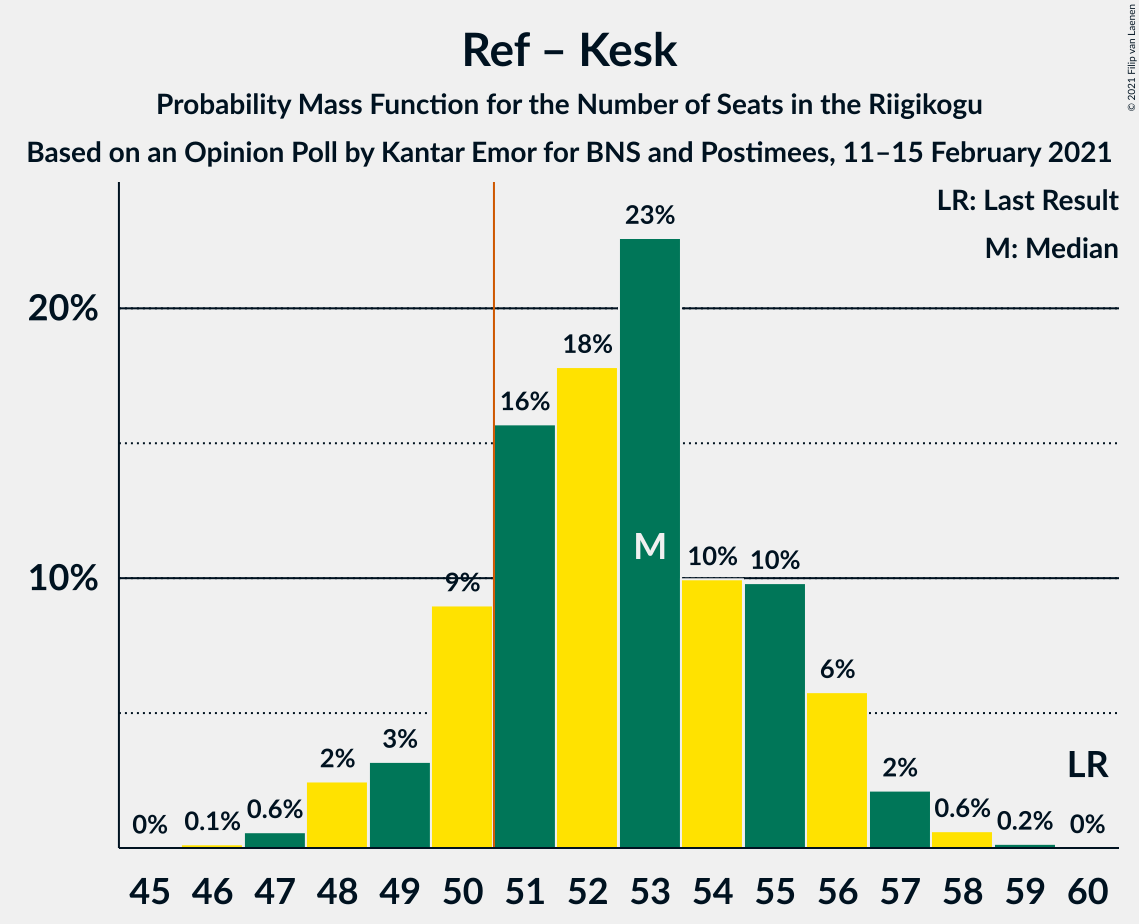 Ref – Kesk
Probability Mass Function for the Number of Seats in the Riigikogu
Based on an Opinion Poll by Kantar Emor for BNS and Postimees, 11–15 February 2021
© 2021 Filip van Laenen
LR: Last Result
M: Median
20%
10%
0%
0.1%
0.6%
2%
3%
9%
16%
18%
23%
M
10%
10%
6%
2%
0.6%
0.2%
LR
0%
45 46 47 48 49 50 51 52 53 54 55 56 57 58 59 60